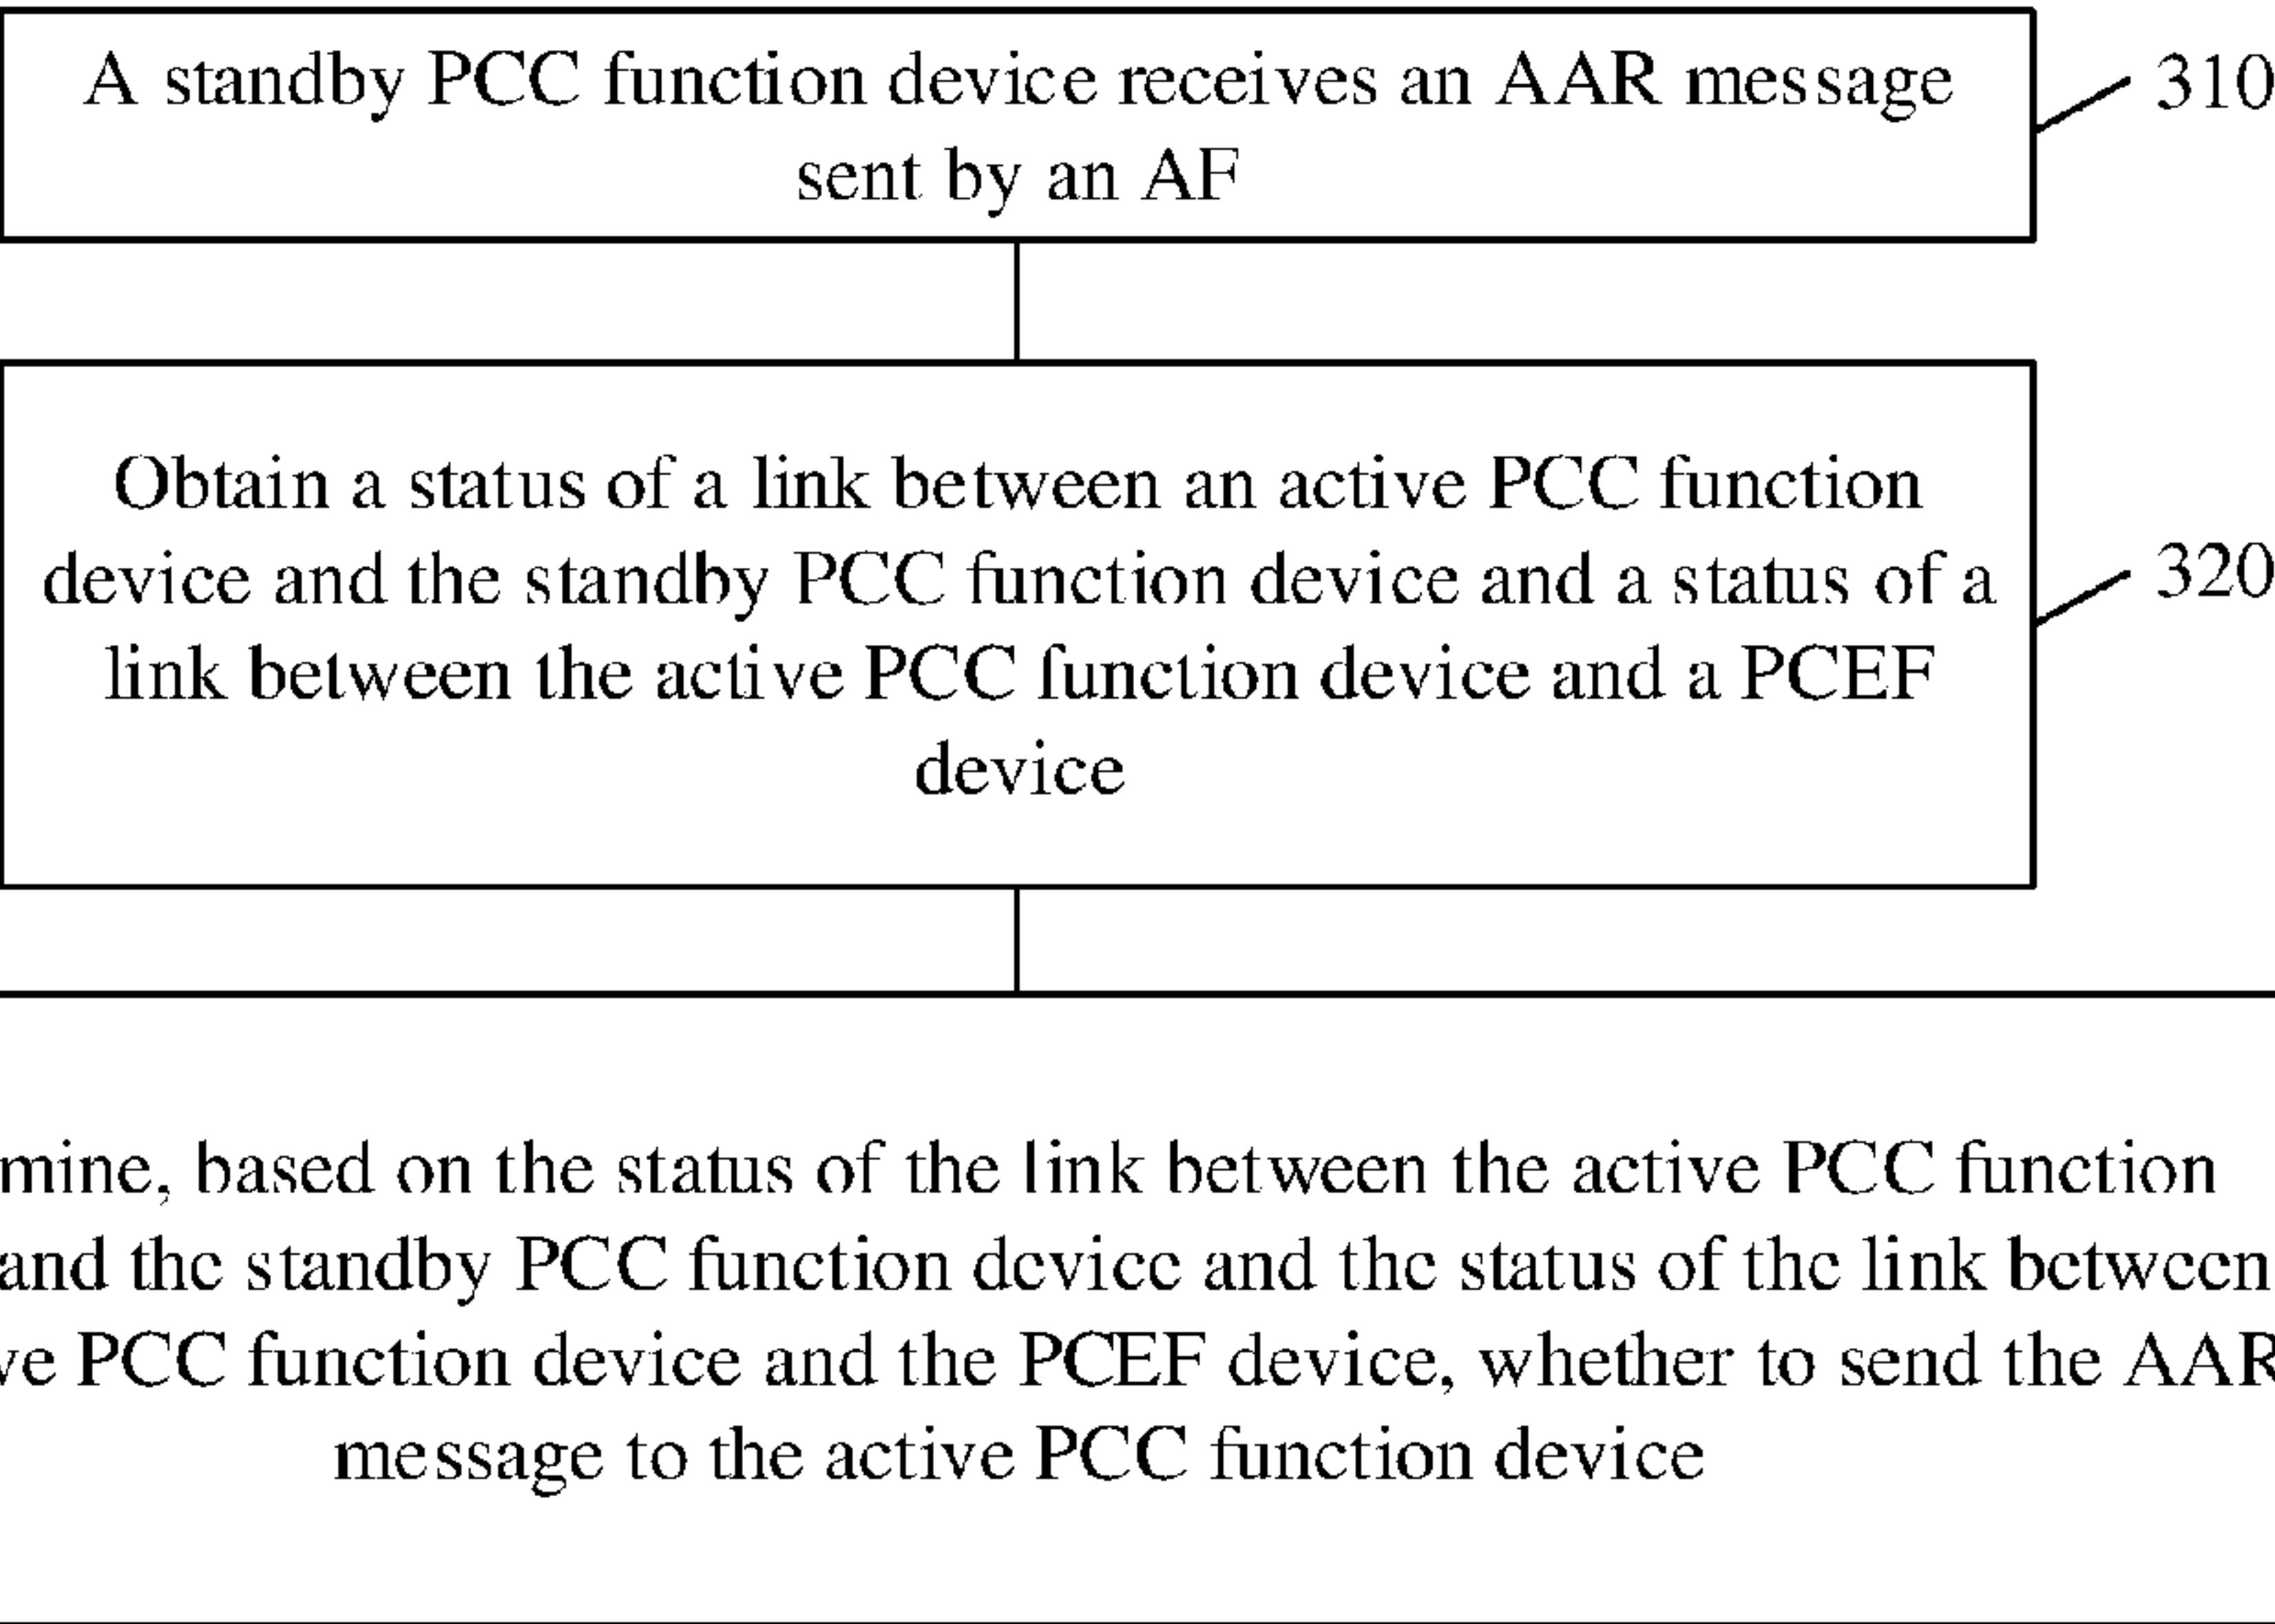 A standby PCC function device receives an AAR message
sent by an AF
310
Obtain a status of a link between an active PCC function
device and the standby PCC function device and a status of a
link between the active PCC function device and a PCEF
device
320
mine, based on the status of the link between the active PCC function
and the standby PCC function device and the status of the link between
ve PCC function device and the PCEF device, whether to send the AAR
message to the active PCC function device